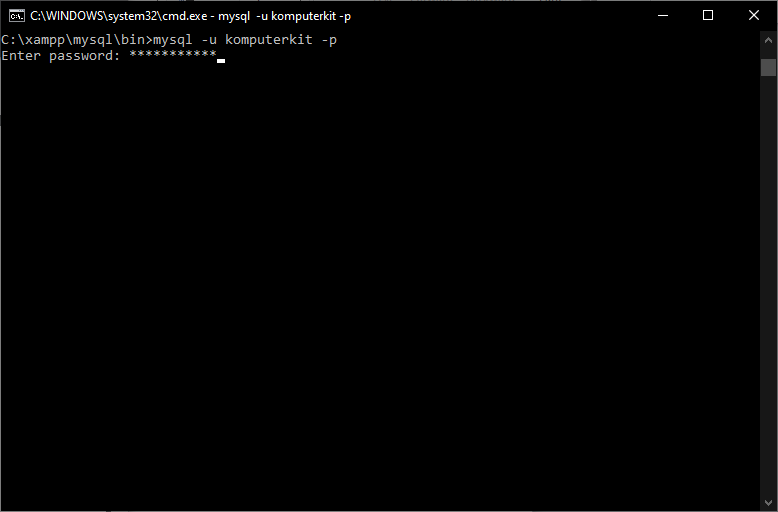 C:\WINDOWS\system32\cmd.exe - mysql  -u komputerkit -p
C:\xampp\mysql\bin>mysql -u komputerkit -p
Enter password: ***********